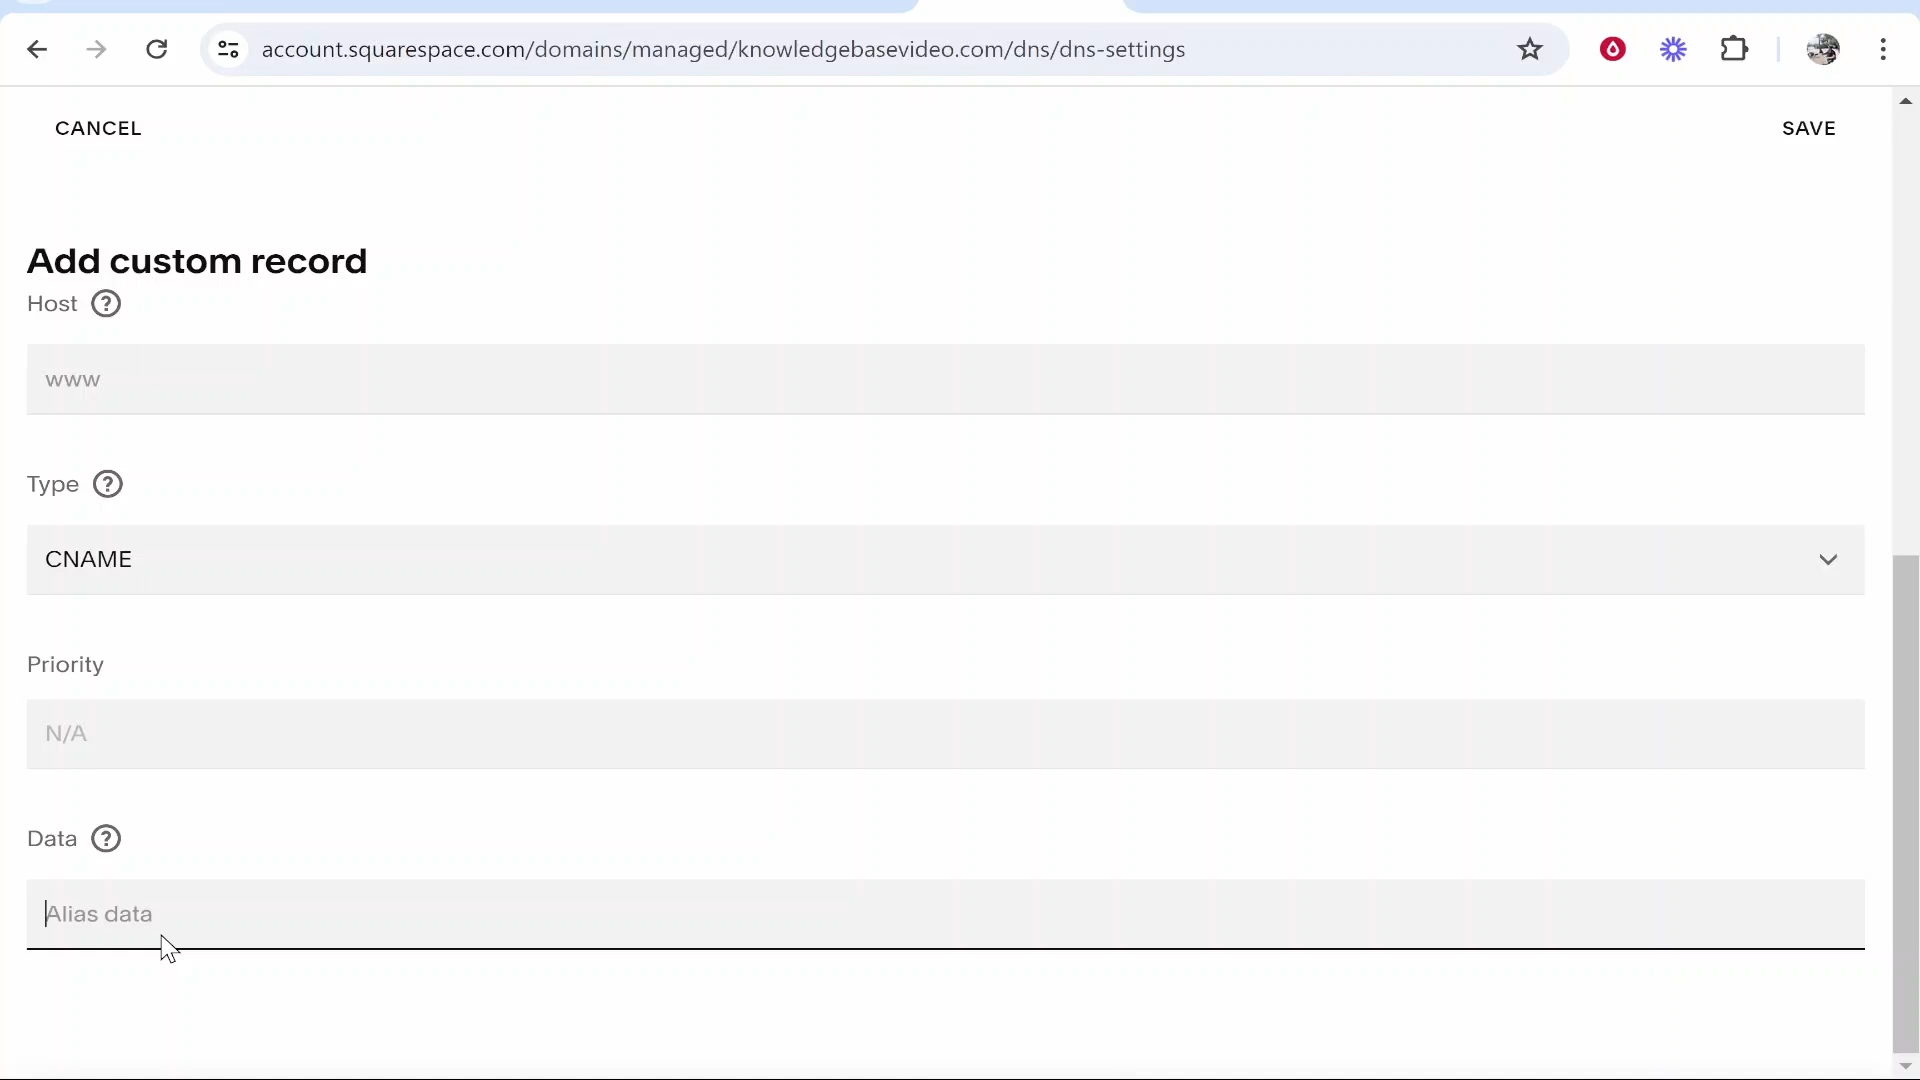 account.squarespace.com/domains/managed/knowledgebasevideo.com/dns/dns-settings
CANCEL
SAVE
Add custom record
Host ?
www
Type ?
CNAME
Priority
N/A
Data ?
Alias data